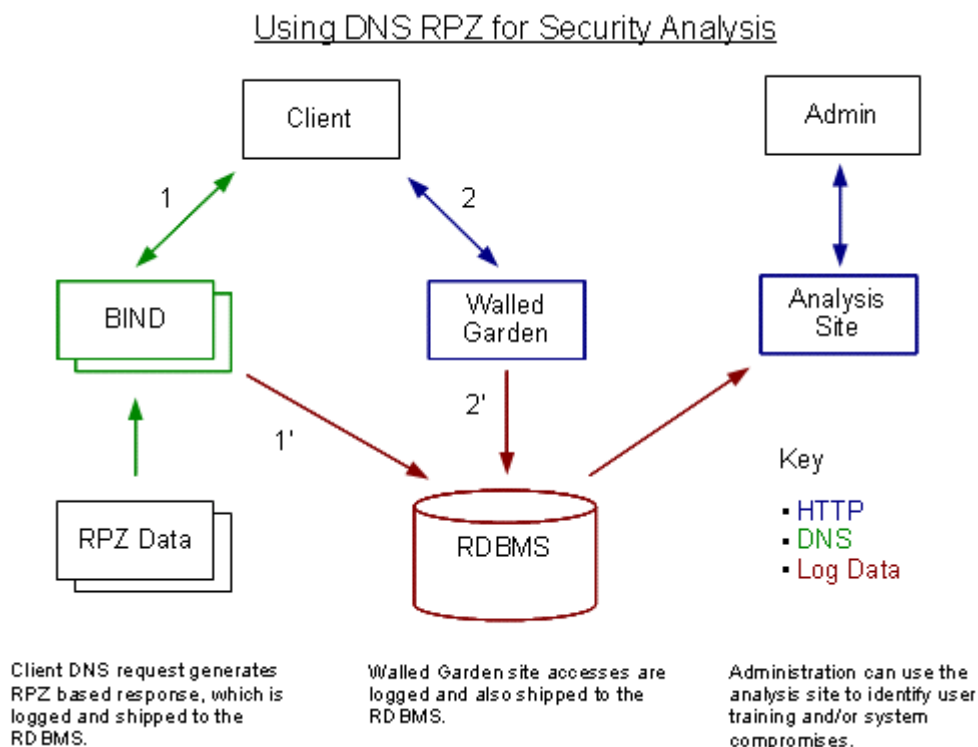 Using DNS RPZ for Security Analysis
Client
Admin
1
2
BIND
Walled
Garden
Analysis
Site
1'
2'
RPZ Data
RDBMS
Key
▪ HTTP
▪ DNS
▪ Log Data
Client DNS request generates
RPZ based response, which is
logged and shipped to the
RDBMS.
Walled Garden site accesses are
logged and also shipped to the
RDBMS.
Administration can use the
analysis site to identify user
training and/or system
compromises.